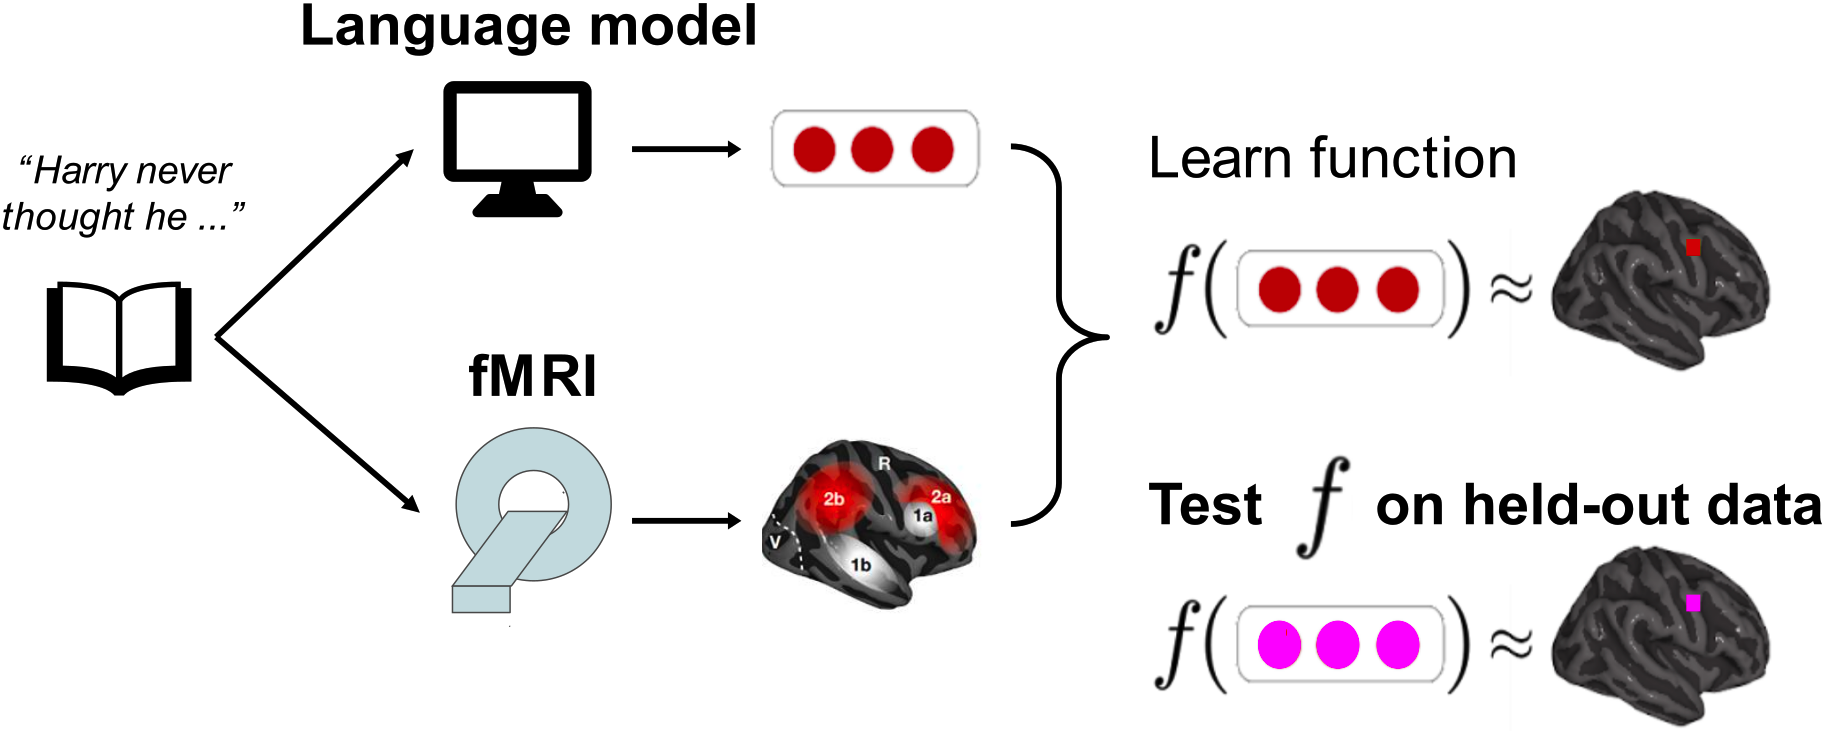 Language model
“Harry never
thought he ...”
fMRI
R
2b
2a
1a
V
1b
Learn function
f( ) ≈
Test f on held-out data
f( ) ≈